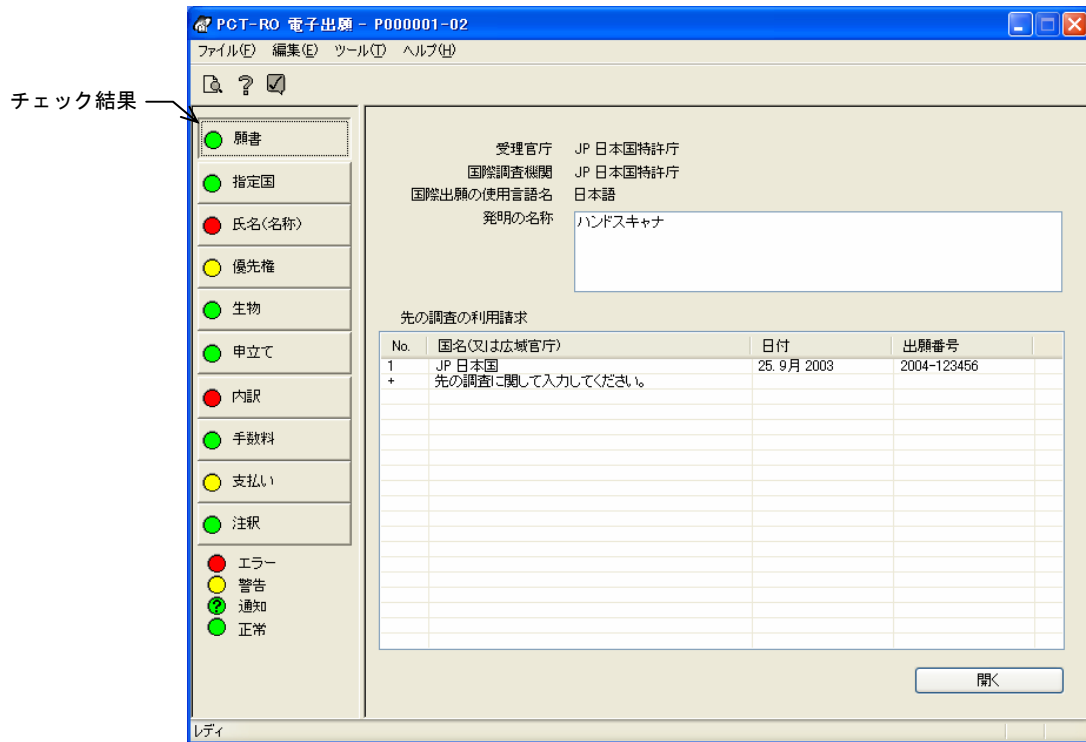 PCT-RO 電子出願 - P000001-02
ファイル(F) 編集(E) ツール(T) ヘルプ(H)
チェック結果
願書
指定国
氏名(名称)
優先権
生物
申立て
内訳
手数料
支払い
注釈
エラー
警告
通知
正常
受理官庁 JP 日本国特許庁
国際調査機関 JP 日本国特許庁
国際出願の使用言語名 日本語
発明の名称 ハンドスキャナ
先の調査の利用請求
No. 国名(又は広域官庁) 日付 出願番号
1 JP 日本国 25. 9月 2003 2004-123456
+ 先の調査に関して入力してください。
開く
レディ